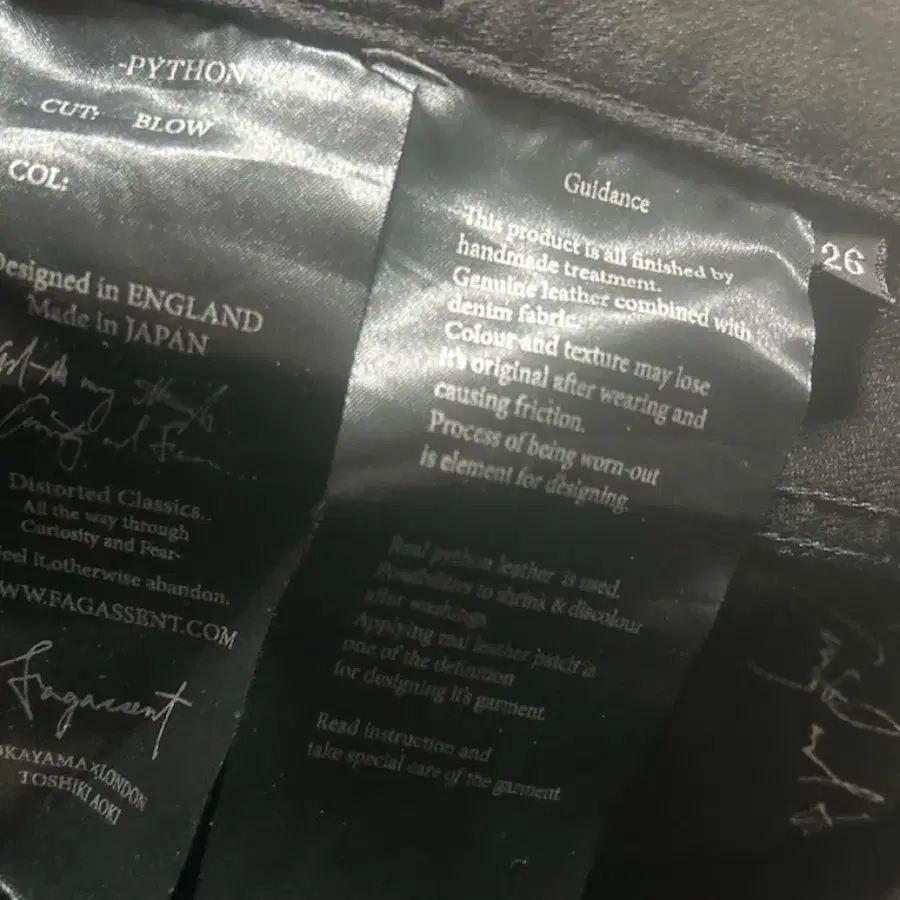 -PYTHON
CUT: BLOW
COL:
Designed in ENGLAND
Made in JAPAN
Distorted Classics..
All the way through
Curiosity and Fear-
Feel it,otherwise abandon.
WWW.FAGASSENT.COM
Fagassent
OKAYAMA×LONDON
TOSHIKI AOKI
Guidance
This product is all finished by
handmade treatment.
Genuine leather combined with
denim fabric.
Colour and texture may lose
it's original after wearing and
causing friction.
Process of being worn-out
is element for designing.
Real python leather is used.
Possibilities to shrink & discolour
after washings
Applying real leather patch is
one of the definition
for designing it's garment.
Read instruction and
take special care of the garment.
26